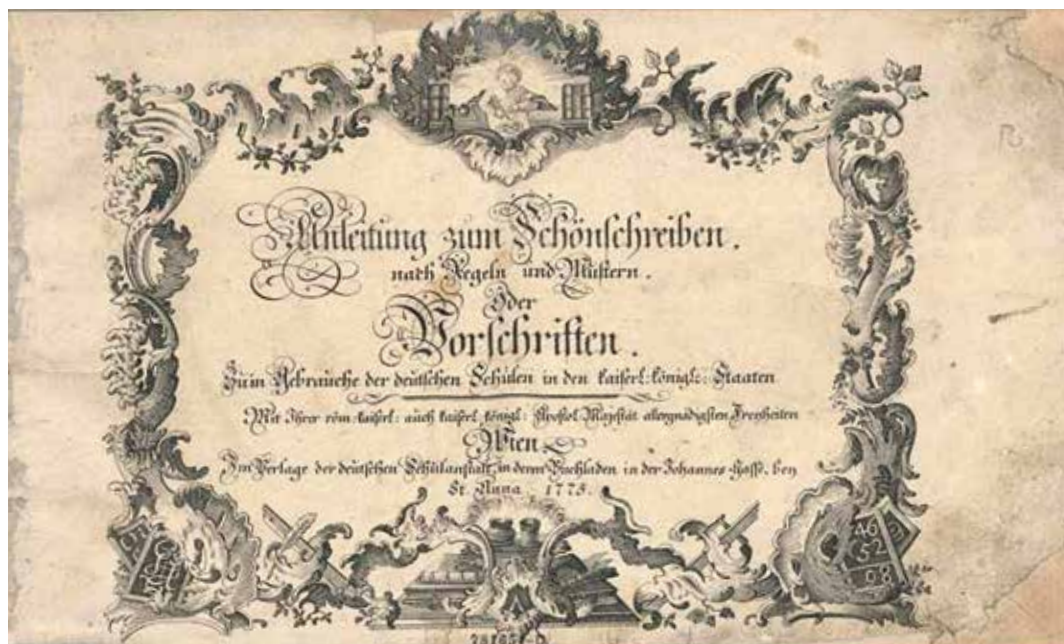 Anleitung zum Schönschreiben.
nach Regeln und Mustern.
Oder
Vorschriften.
Zum Gebrauche der deutschen Schulen in den kaiserl: königl: Staaten
Mit Ihrer röm. kaiserl: auch kaiserl. königl: Apostol. Majestät allergnädigsten Freyheiten
Wien
Im Verlage der deutschen Schulanstalt, in deren Buchladen in der Johannes-Gasse, bey
St. Anna 1775.
46
52
98